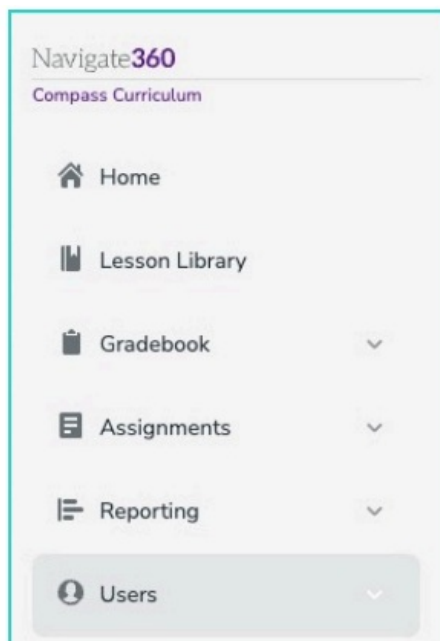 Navigate360
Compass Curriculum
Home
Lesson Library
Gradebook
Assignments
Reporting
Users